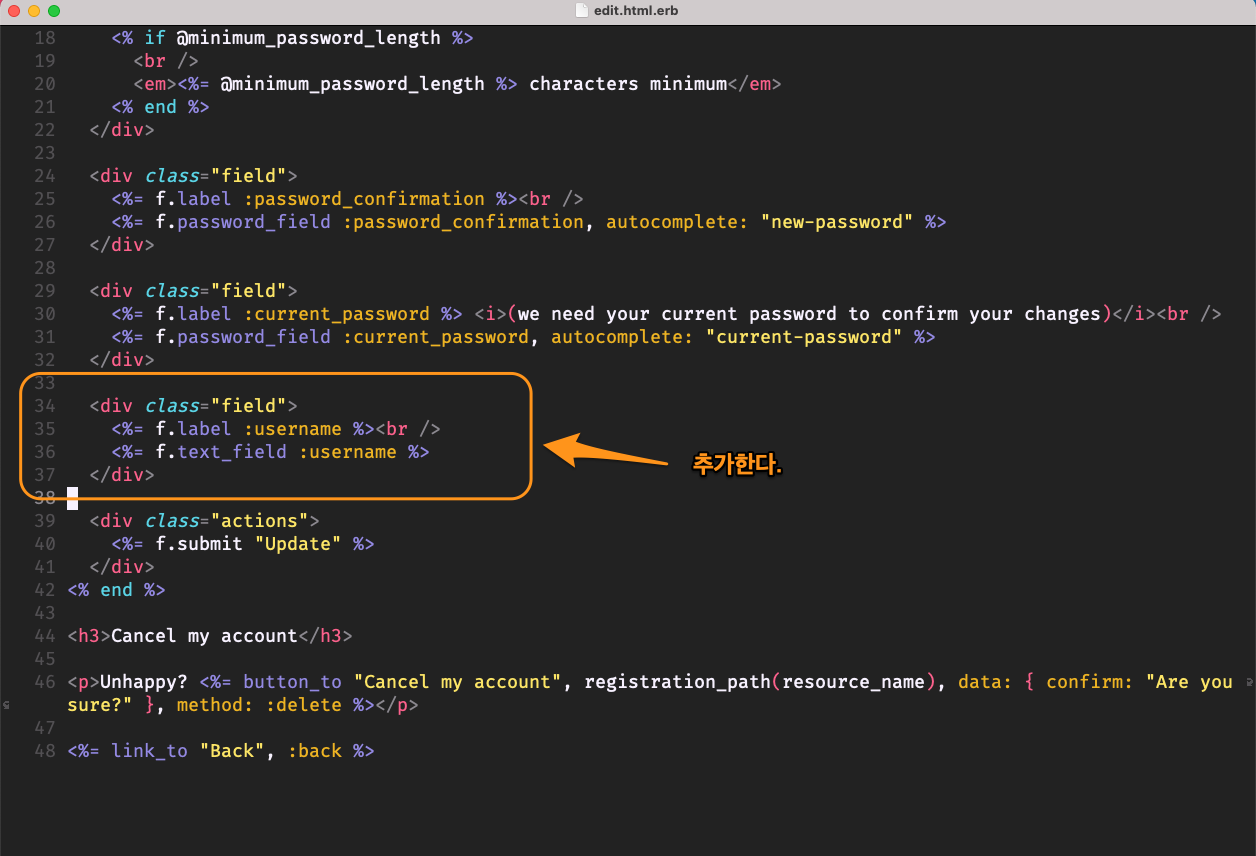 edit.html.erb
18     <% if @minimum_password_length %>
19       <br />
20       <em><%= @minimum_password_length %> characters minimum</em>
21     <% end %>
22   </div>
23
24   <div class="field">
25     <%= f.label :password_confirmation %><br />
26     <%= f.password_field :password_confirmation, autocomplete: "new-password" %>
27   </div>
28
29   <div class="field">
30     <%= f.label :current_password %> <i>(we need your current password to confirm your changes)</i><br />
31     <%= f.password_field :current_password, autocomplete: "current-password" %>
32   </div>
33
34   <div class="field">
35     <%= f.label :username %><br />
36     <%= f.text_field :username %>
추가한다.
37   </div>
38
39   <div class="actions">
40     <%= f.submit "Update" %>
41   </div>
42 <% end %>
43
44 <h3>Cancel my account</h3>
45
46 <p>Unhappy? <%= button_to "Cancel my account", registration_path(resource_name), data: { confirm: "Are you
sure?" }, method: :delete %></p>
47
48 <%= link_to "Back", :back %>